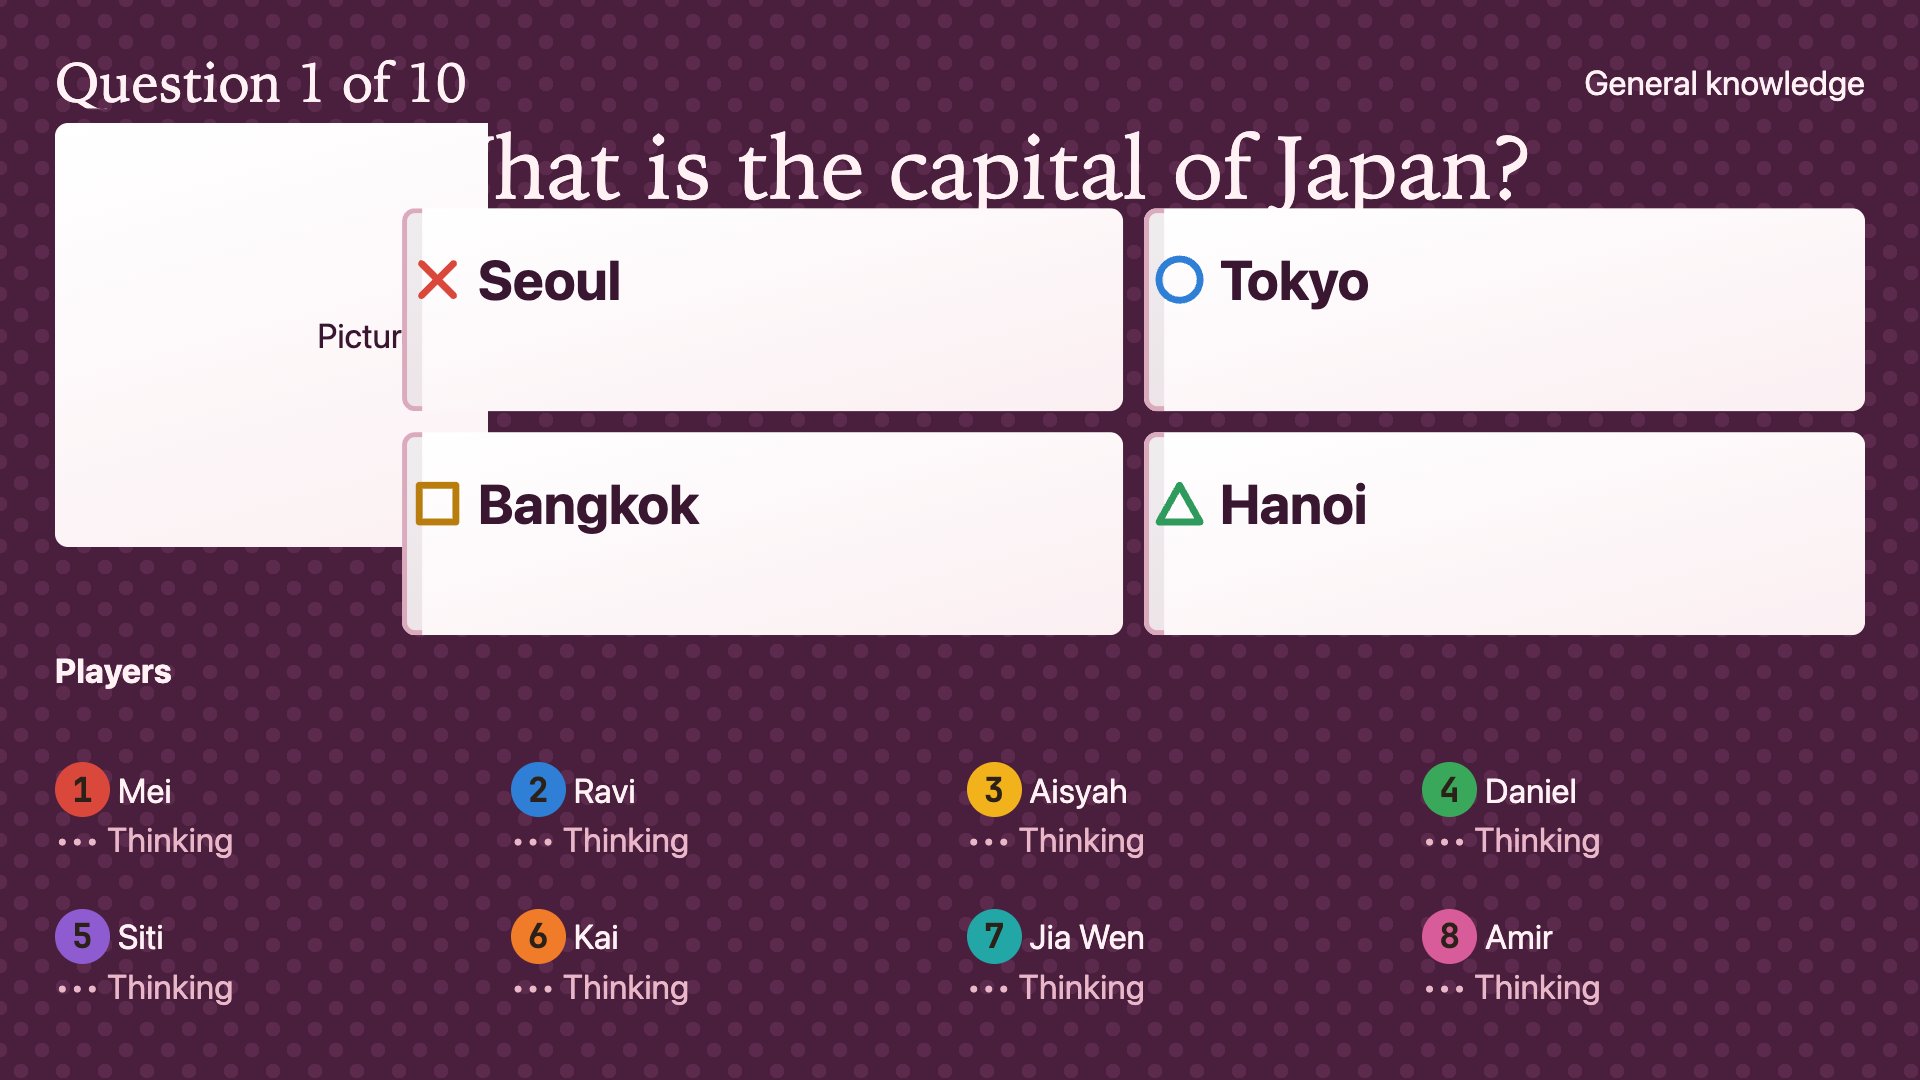 Question 1 of 10
General knowledge
hat is the capital of Japan?
Pictur
Seoul
Tokyo
Bangkok
Hanoi
Players
1 Mei
... Thinking
2 Ravi
... Thinking
3 Aisyah
... Thinking
4 Daniel
... Thinking
5 Siti
... Thinking
6 Kai
... Thinking
7 Jia Wen
... Thinking
8 Amir
... Thinking